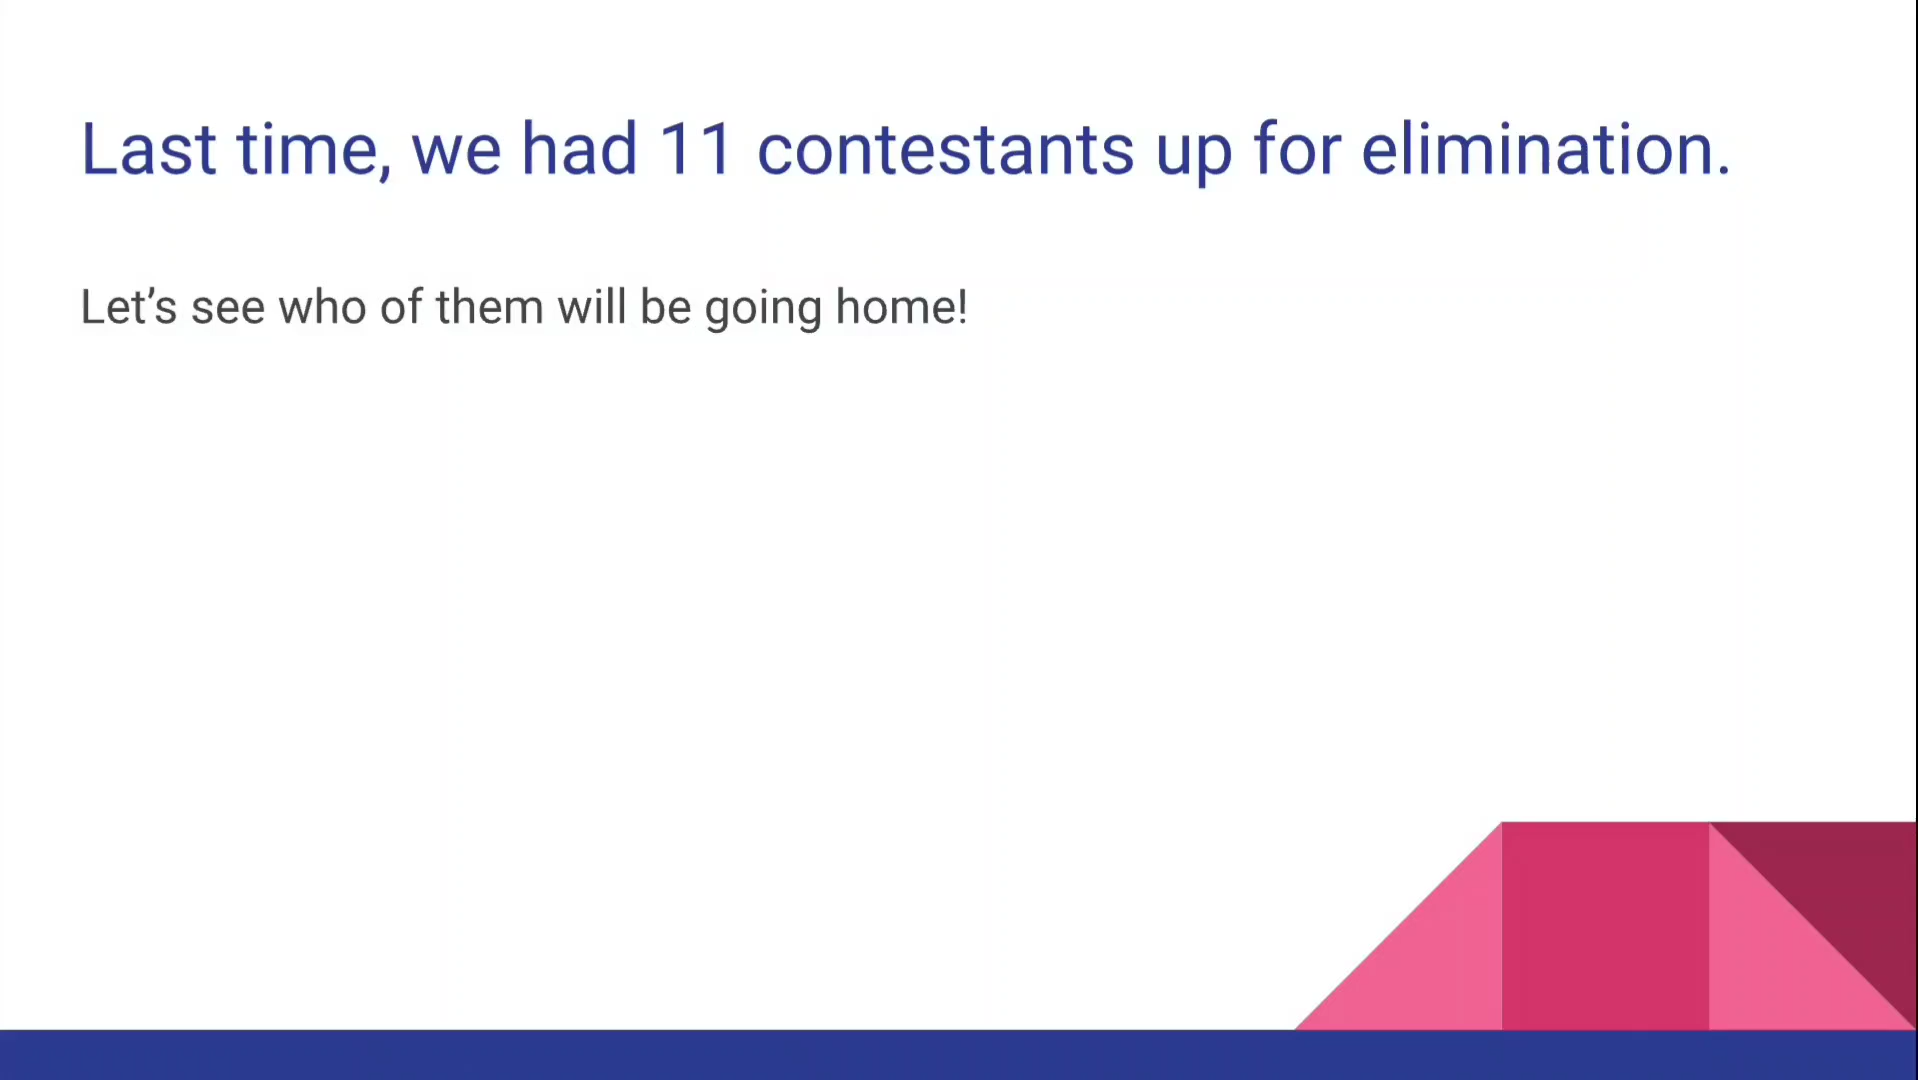 Last time, we had 11 contestants up for elimination.
Let’s see who of them will be going home!